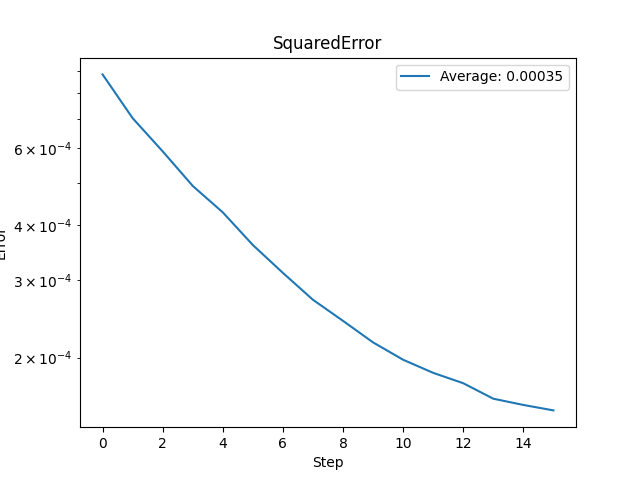 SquaredError
Average: 0.00035
6 × 10⁻⁴
4 × 10⁻⁴
3 × 10⁻⁴
2 × 10⁻⁴
Error
0 2 4 6 8 10 12 14
Step